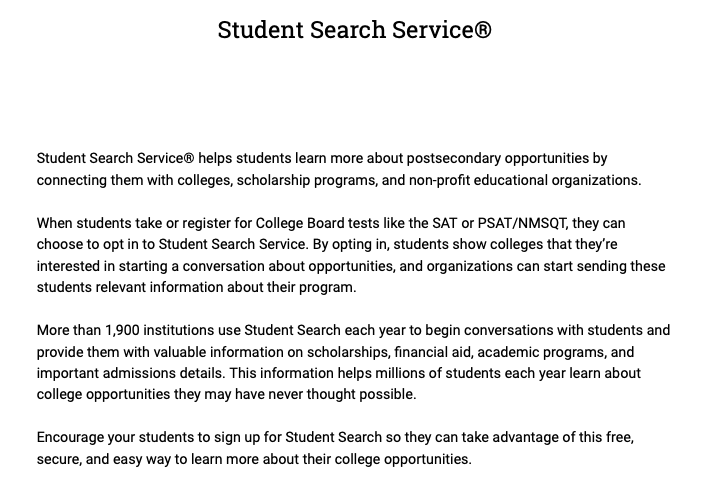 Student Search Service®
Student Search Service® helps students learn more about postsecondary opportunities by
connecting them with colleges, scholarship programs, and non-profit educational organizations.
When students take or register for College Board tests like the SAT or PSAT/NMSQT, they can
choose to opt in to Student Search Service. By opting in, students show colleges that they're
interested in starting a conversation about opportunities, and organizations can start sending these
students relevant information about their program.
More than 1,900 institutions use Student Search each year to begin conversations with students and
provide them with valuable information on scholarships, financial aid, academic programs, and
important admissions details. This information helps millions of students each year learn about
college opportunities they may have never thought possible.
Encourage your students to sign up for Student Search so they can take advantage of this free,
secure, and easy way to learn more about their college opportunities.